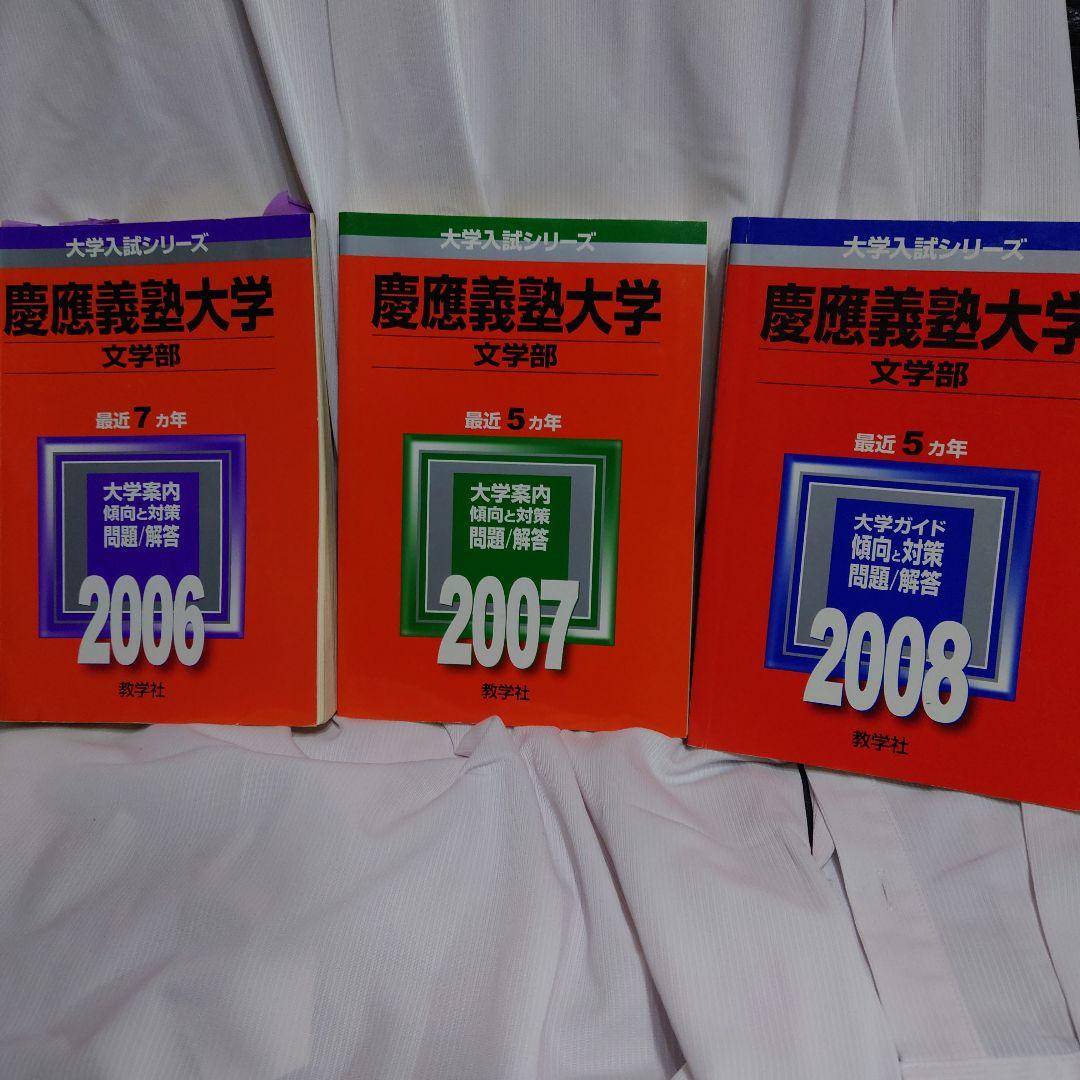 大学入試シリーズ
慶應義塾大学
文学部
最近7ヵ年
大学案内
傾向と対策
問題/解答
2006
教学社
大学入試シリーズ
慶應義塾大学
文学部
最近5ヵ年
大学案内
傾向と対策
問題/解答
2007
教学社
大学入試シリーズ
慶應義塾大学
文学部
最近5ヵ年
大学ガイド
傾向と対策
問題/解答
2008
教学社